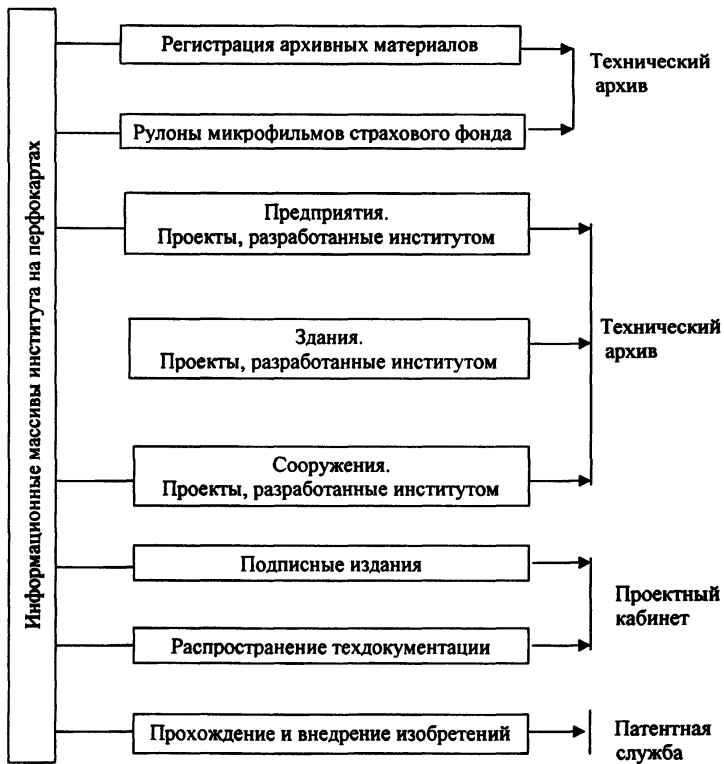 Информационные массивы института на перфокартах
Регистрация архивных материалов
Технический
архив
Рулоны микрофильмов страхового фонда
Предприятия.
Проекты, разработанные институтом
Здания.
Проекты, разработанные институтом
Технический
архив
Сооружения.
Проекты, разработанные институтом
Подписные издания
Проектный
кабинет
Распространение техдокументации
Прохождение и внедрение изобретений
Патентная
служба